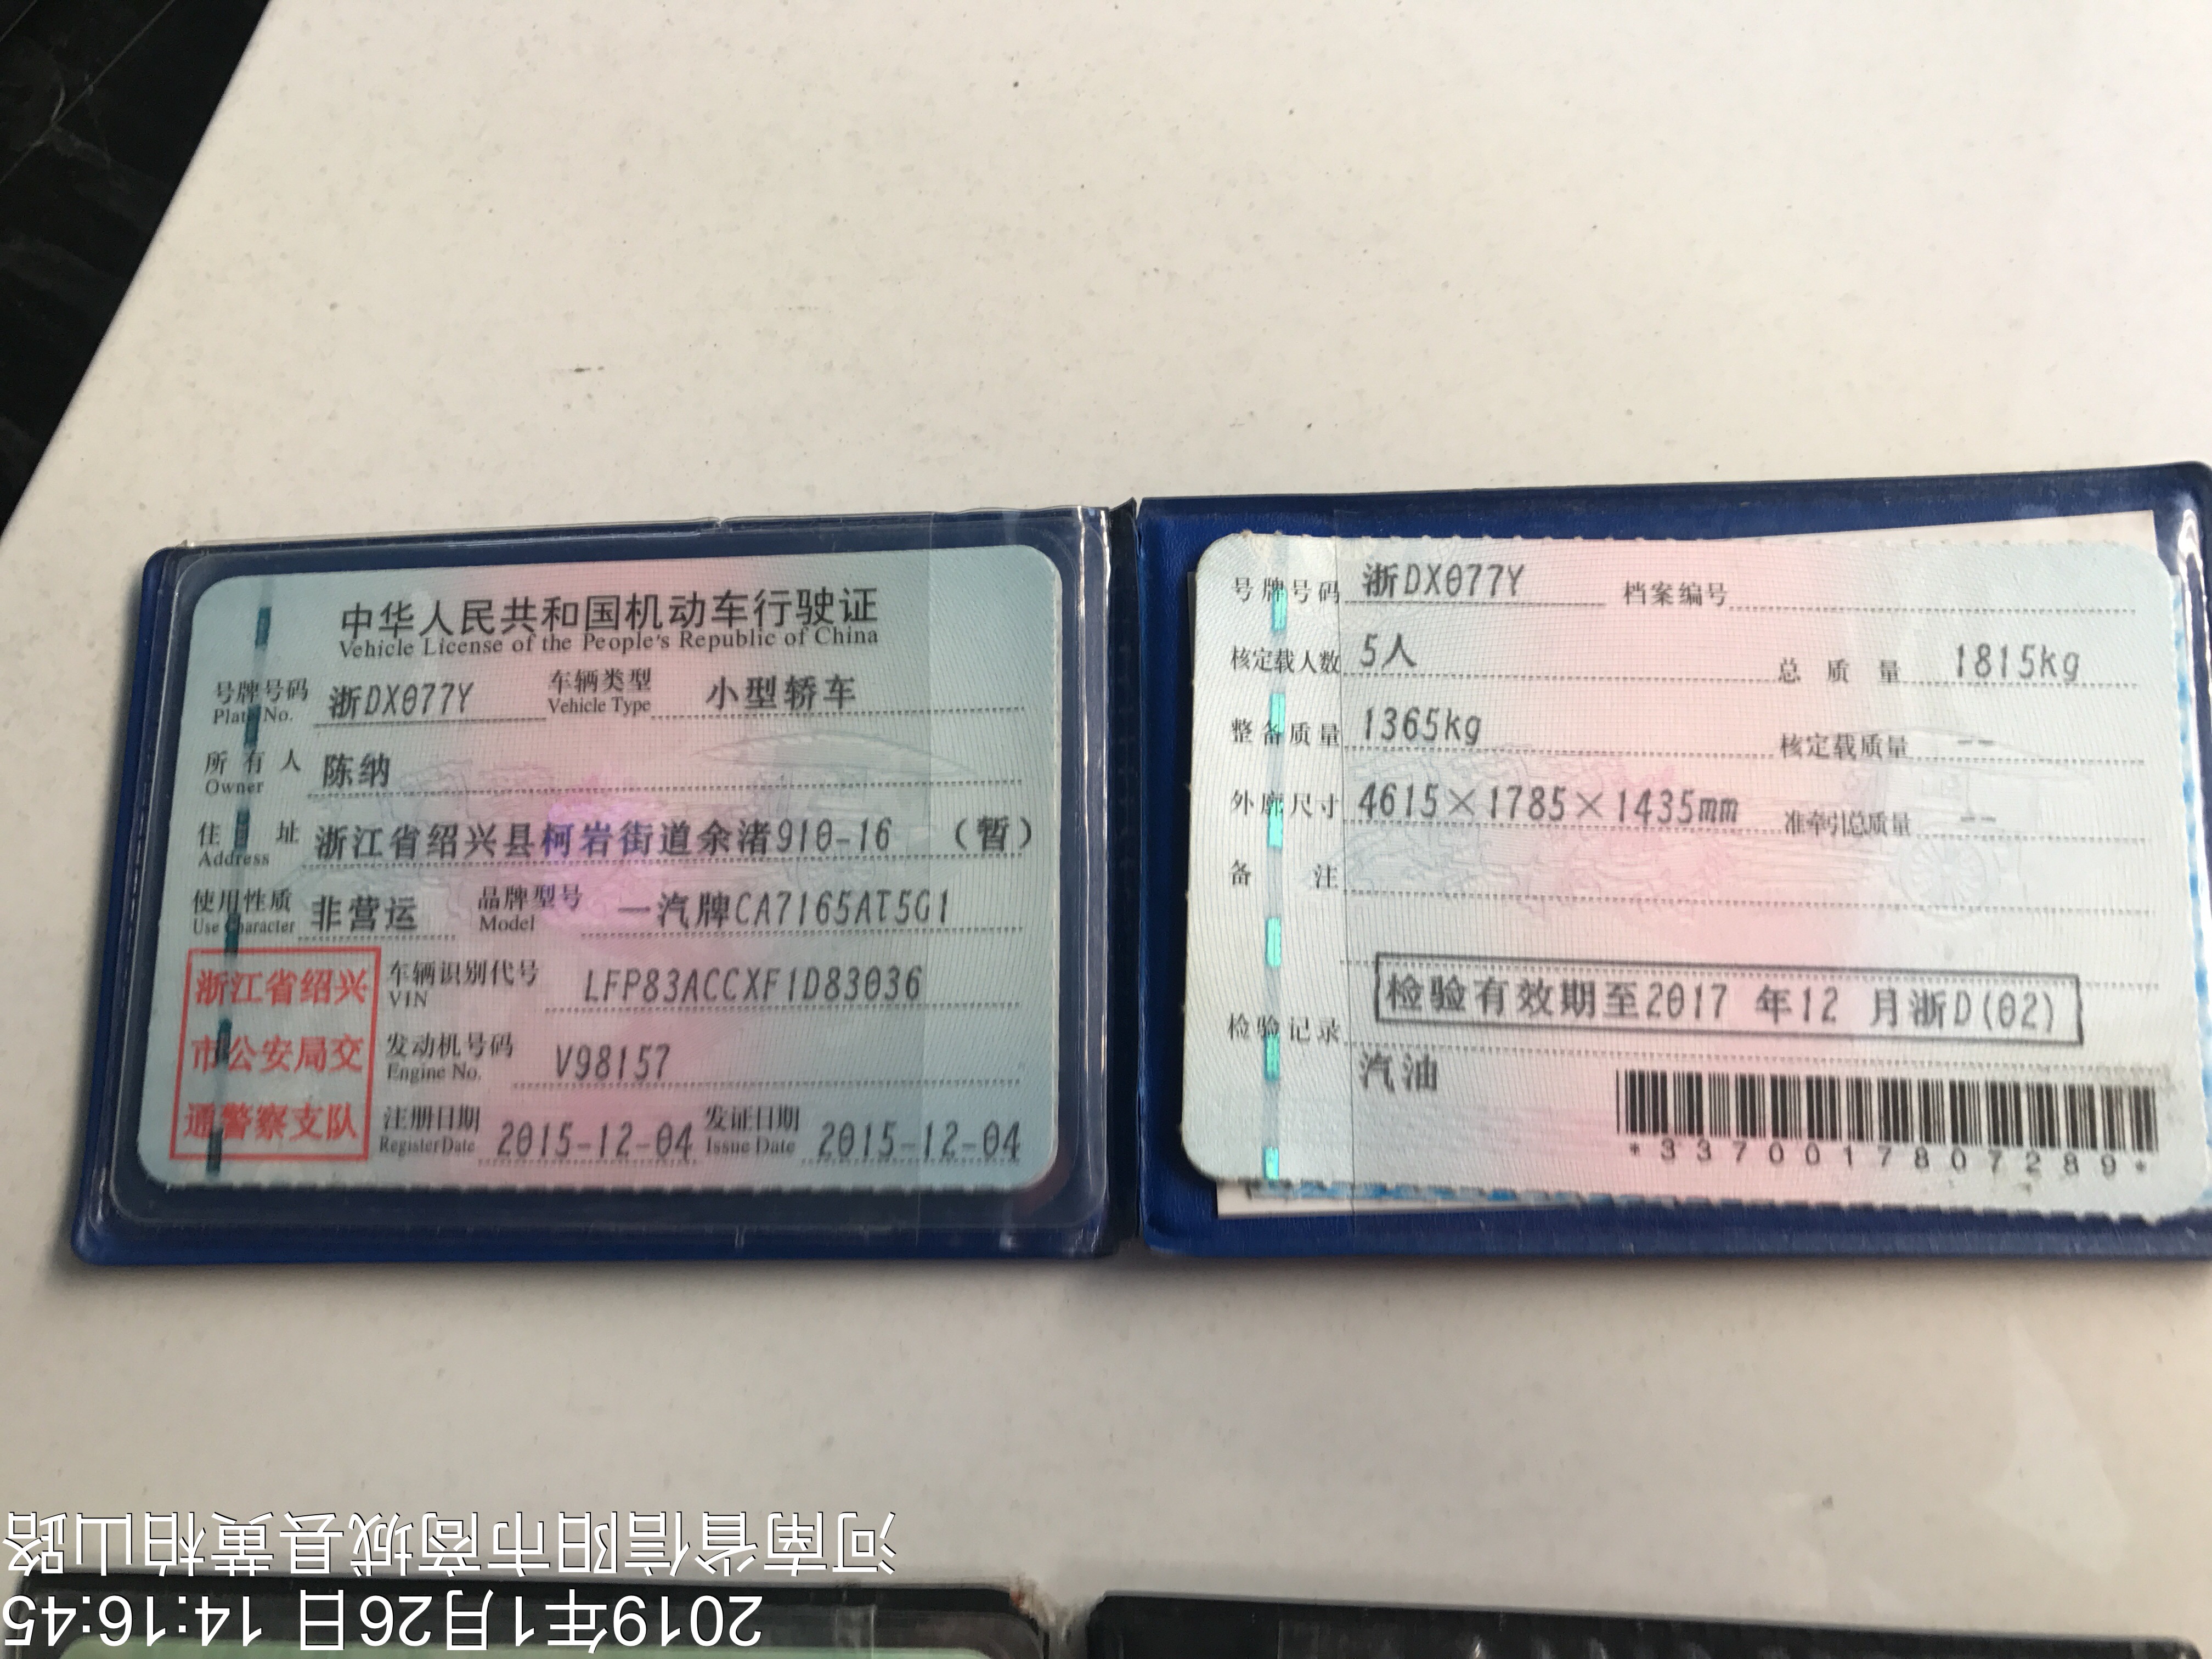 中华人民共和国机动车行驶证
Vehicle License of the People's Republic of China
号牌号码 浙DX077Y 车辆类型 小型轿车
Plate No. Vehicle Type
所有人 陈纳
Owner
住址 浙江省绍兴县柯岩街道余渚910-16 (暂)
Address
使用性质 非营运 品牌型号 一汽牌CA7165AT5G1
Use Character Model
浙江省绍兴
市公安局交
通警察支队
车辆识别代号 LFP83ACCXF1D83036
VIN
发动机号码 V98157
Engine No.
注册日期 2015-12-04 发证日期 2015-12-04
Register Date Issue Date
号牌号码 浙DX077Y 档案编号
核定载人数 5人 总质量 1815kg
整备质量 1365kg 核定载质量 --
外廓尺寸 4615×1785×1435mm 准牵引总质量 --
备注
检验有效期至2017 年12 月浙D(02)
检验记录
汽油
*3370017807289*
2019年1月26日 14:16:45
河南省信阳市商城县黄柏山路